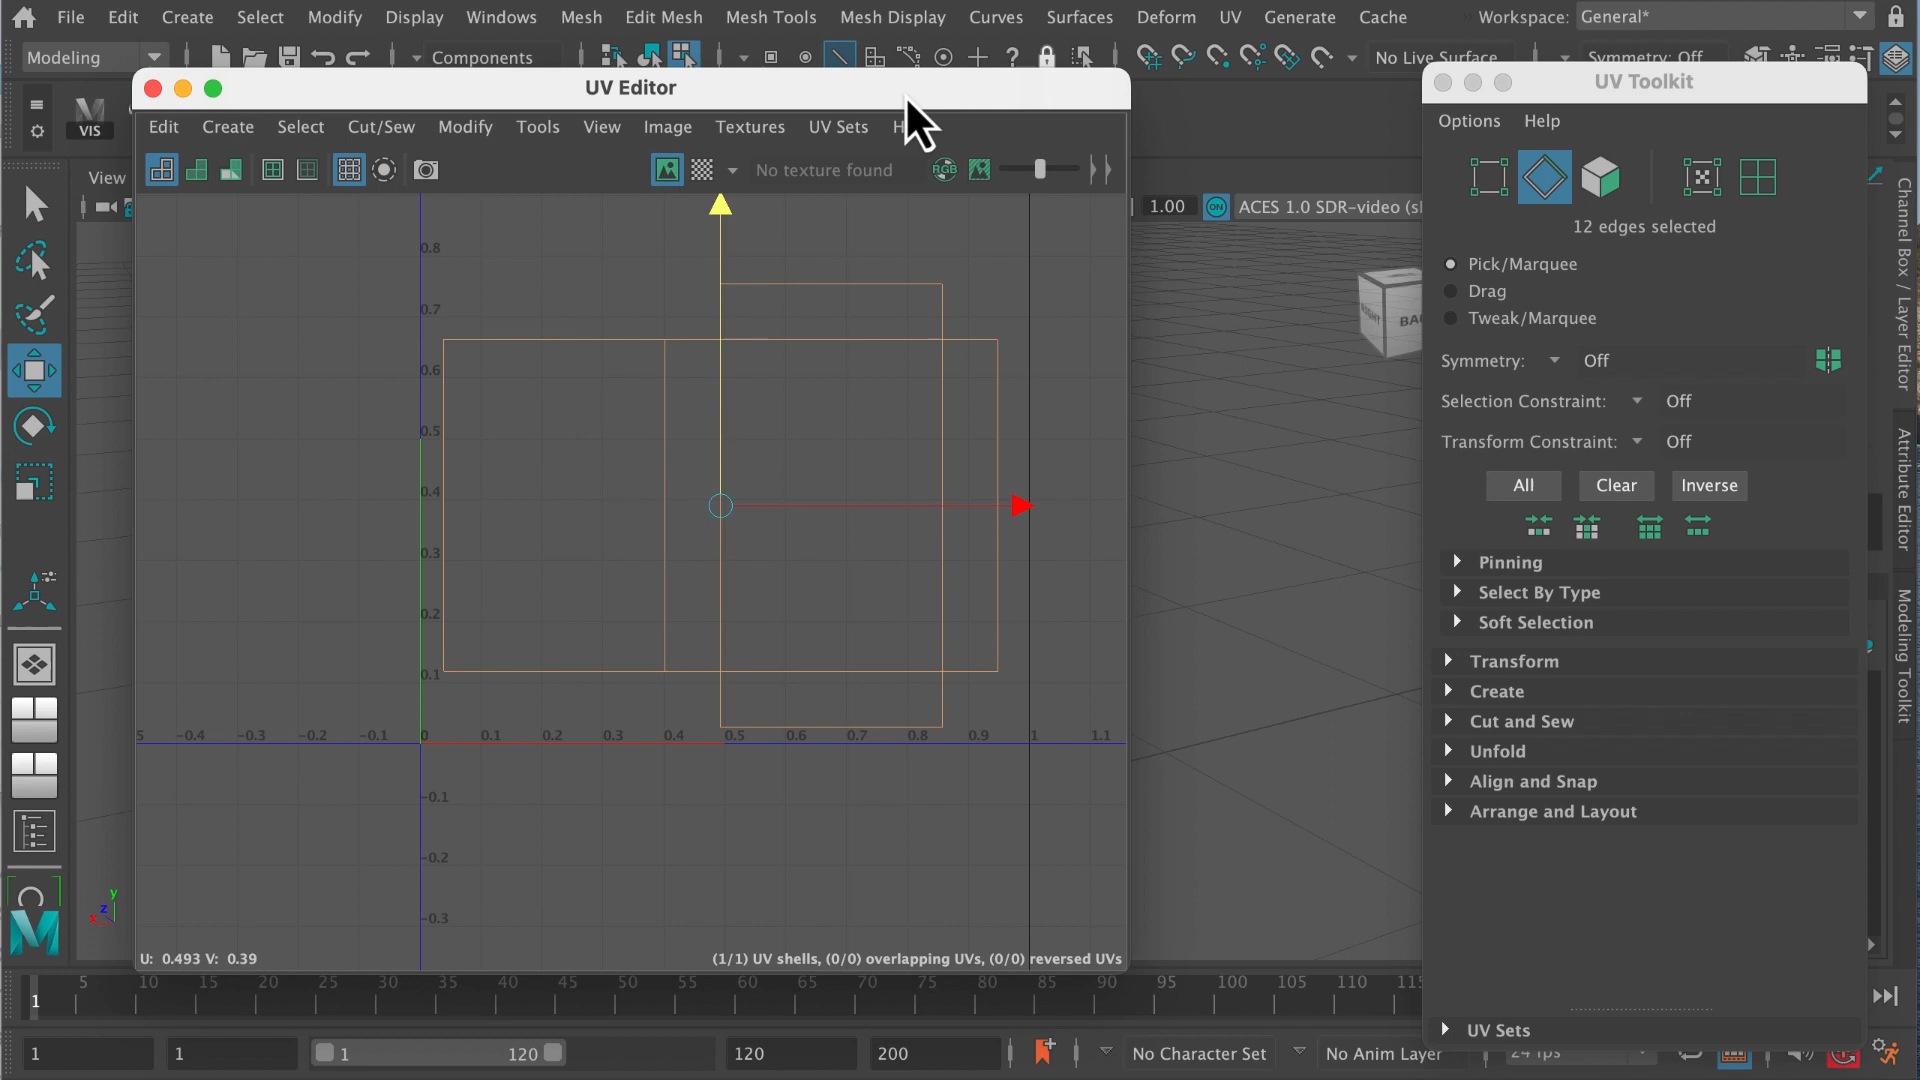 File Edit Create Select Modify Display Windows Mesh Edit Mesh Mesh Tools Mesh Display Curves Surfaces Deform UV Generate Cache Workspace: General*
Modeling Components No Live Surface Symmetry: Off
UV Editor
UV Toolkit
VIS
Edit Create Select Cut/Sew Modify Tools View Image Textures UV Sets
Options Help
No texture found
RGB
View
1.00 ON ACES 1.0 SDR-video (s
12 edges selected
Pick/Marquee
Drag
Tweak/Marquee
Symmetry: Off
Selection Constraint: Off
Transform Constraint: Off
All Clear Inverse
Pinning
Select By Type
Soft Selection
Transform
Create
Cut and Sew
Unfold
Align and Snap
Arrange and Layout
UV Sets
Channel Box / Layer Editor
Attribute Editor
Modeling Toolkit
0.8
0.7
0.6
0.5
0.4
0.3
0.2
0.1
5 -0.4 -0.3 -0.2 -0.1 0 0.1 0.2 0.3 0.4 0.5 0.6 0.7 0.8 0.9 1 1.1
-0.1
-0.2
-0.3
y
z
x
U: 0.493 V: 0.39
(1/1) UV shells, (0/0) overlapping UVs, (0/0) reversed UVs
1 5 10 15 20 25 30 35 40 45 50 55 60 65 70 75 80 85 90 95 100 105 110 115
1 1 1 120 120 200 No Character Set No Anim Layer 24 fps